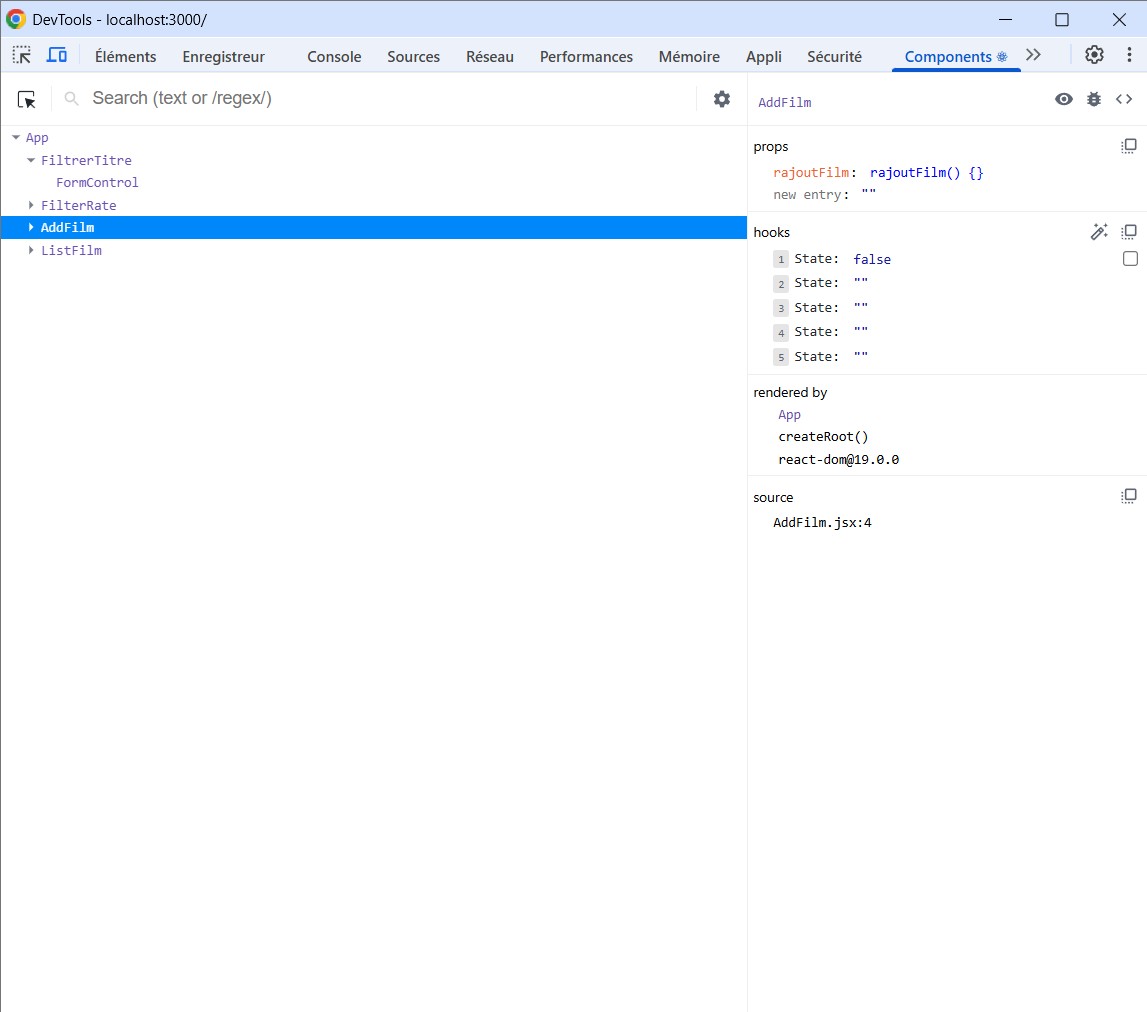 DevTools - localhost:3000/
Éléments Enregistreur Console Sources Réseau Performances Mémoire Appli Sécurité Components
Search (text or /regex/)
App
FiltrerTitre
FormControl
FilterRate
AddFilm
ListFilm
AddFilm
props
rajoutFilm: rajoutFilm() {}
new entry: ""
hooks
1 State: false
2 State: ""
3 State: ""
4 State: ""
5 State: ""
rendered by
App
createRoot()
react-dom@19.0.0
source
AddFilm.jsx:4